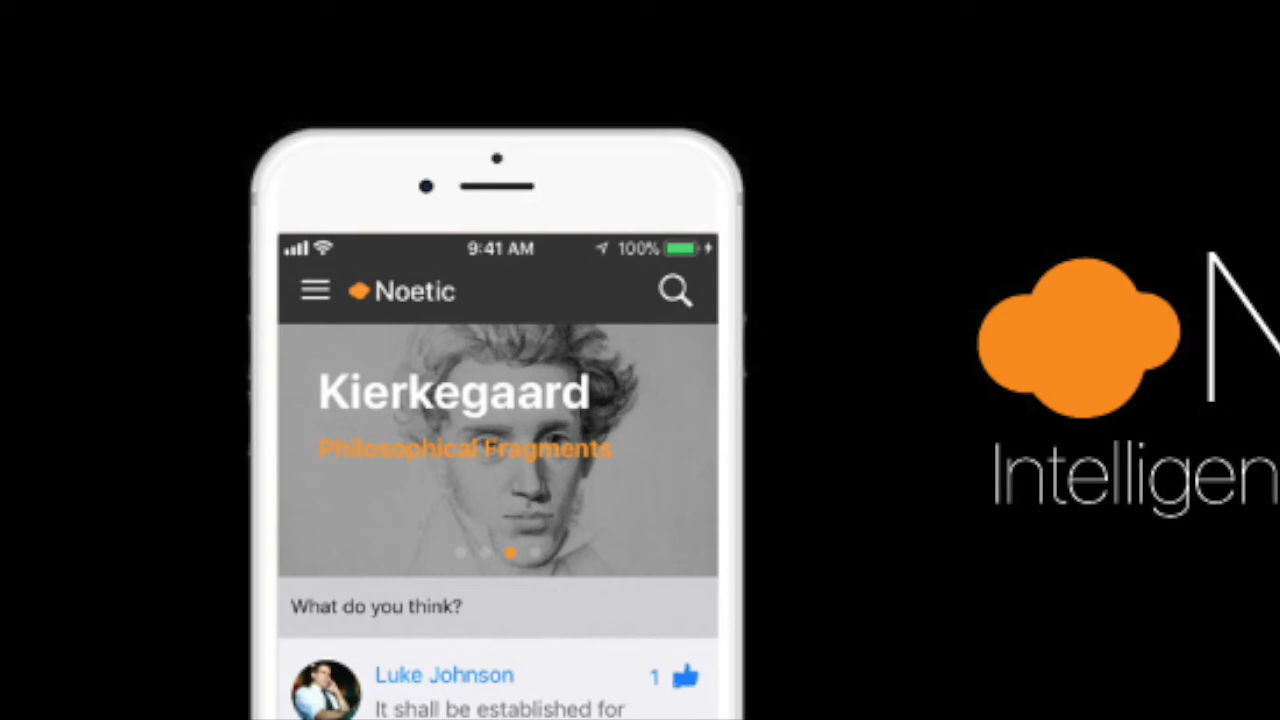 9:41 AM
100%
Noetic
Kierkegaard
Philosophical Fragments
What do you think?
Luke Johnson
1
It shall be established for
N
Intelligen